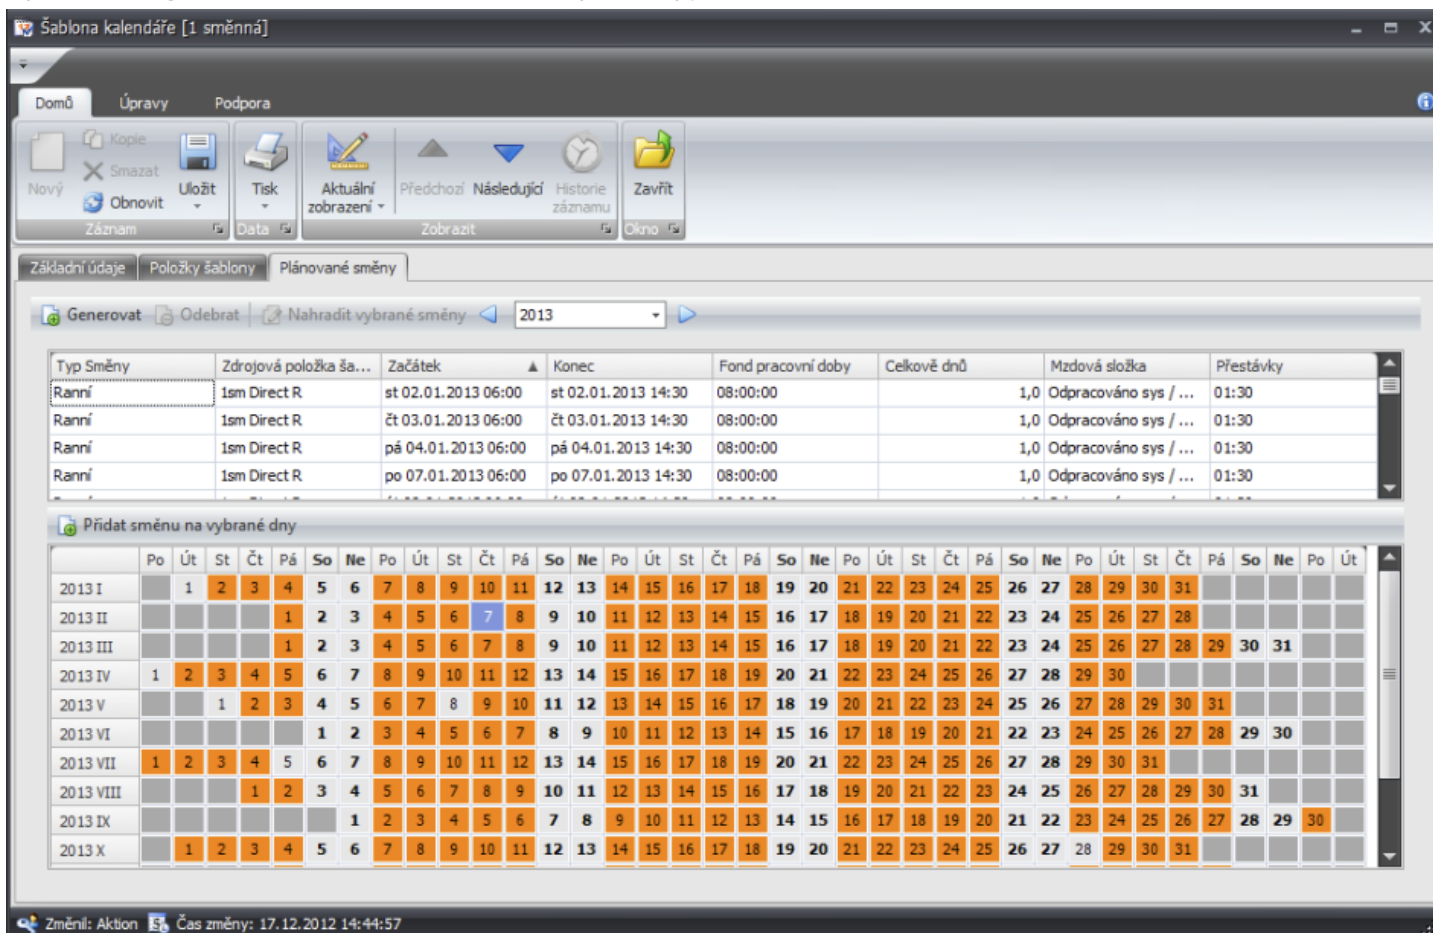 Šablona kalendáře [1 směnná]
Domů Úpravy Podpora
Nový Kopie Smazat Obnovit Uložit Tisk Aktuální zobrazení Předchozí Následující Historie záznamu Zavřít
Záznam Data Zobrazit Okno
Základní údaje Položky šablony Plánované směny
Generovat Odebrat Nahradit vybrané směny 2013
Typ Směny Zdrojová položka ša... Začátek Konec Fond pracovní doby Celkově dnů Mzdová složka Přestávky
Ranní 1sm Direct R st 02.01.2013 06:00 st 02.01.2013 14:30 08:00:00 1,0 Odpracováno sys / ... 01:30
Ranní 1sm Direct R čt 03.01.2013 06:00 čt 03.01.2013 14:30 08:00:00 1,0 Odpracováno sys / ... 01:30
Ranní 1sm Direct R pá 04.01.2013 06:00 pá 04.01.2013 14:30 08:00:00 1,0 Odpracováno sys / ... 01:30
Ranní 1sm Direct R po 07.01.2013 06:00 po 07.01.2013 14:30 08:00:00 1,0 Odpracováno sys / ... 01:30
Přidat směnu na vybrané dny
Po Út St Čt Pá So Ne Po Út St Čt Pá So Ne Po Út St Čt Pá So Ne Po Út St Čt Pá So Ne Po Út St Čt Pá So Ne Po Út
2013 I 1 2 3 4 5 6 7 8 9 10 11 12 13 14 15 16 17 18 19 20 21 22 23 24 25 26 27 28 29 30 31
2013 II 1 2 3 4 5 6 7 8 9 10 11 12 13 14 15 16 17 18 19 20 21 22 23 24 25 26 27 28
2013 III 1 2 3 4 5 6 7 8 9 10 11 12 13 14 15 16 17 18 19 20 21 22 23 24 25 26 27 28 29 30 31
2013 IV 1 2 3 4 5 6 7 8 9 10 11 12 13 14 15 16 17 18 19 20 21 22 23 24 25 26 27 28 29 30
2013 V 1 2 3 4 5 6 7 8 9 10 11 12 13 14 15 16 17 18 19 20 21 22 23 24 25 26 27 28 29 30 31
2013 VI 1 2 3 4 5 6 7 8 9 10 11 12 13 14 15 16 17 18 19 20 21 22 23 24 25 26 27 28 29 30
2013 VII 1 2 3 4 5 6 7 8 9 10 11 12 13 14 15 16 17 18 19 20 21 22 23 24 25 26 27 28 29 30 31
2013 VIII 1 2 3 4 5 6 7 8 9 10 11 12 13 14 15 16 17 18 19 20 21 22 23 24 25 26 27 28 29 30 31
2013 IX 1 2 3 4 5 6 7 8 9 10 11 12 13 14 15 16 17 18 19 20 21 22 23 24 25 26 27 28 29 30
2013 X 1 2 3 4 5 6 7 8 9 10 11 12 13 14 15 16 17 18 19 20 21 22 23 24 25 26 27 28 29 30 31
Změnil: Aktion Čas změny: 17.12.2012 14:44:57